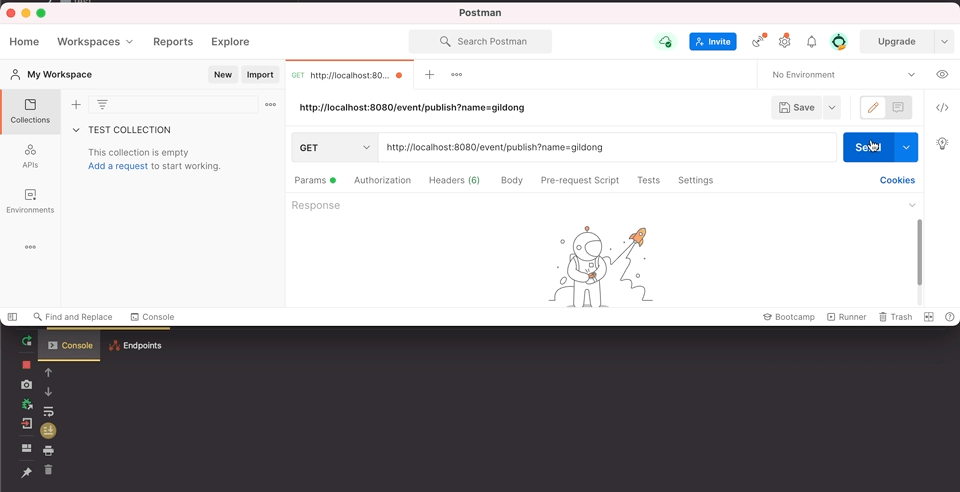 Test
Postman
Home Workspaces Reports Explore Search Postman Invite Upgrade
My Workspace New Import GET http://localhost:80... No Environment
Collections
APIs
Environments
TEST COLLECTION
This collection is empty
Add a request to start working.
http://localhost:8080/event/publish?name=gildong Save
GET http://localhost:8080/event/publish?name=gildong
Params Authorization Headers (6) Body Pre-request Script Tests Settings Cookies
Response
Find and Replace Console Bootcamp Runner Trash
Console Endpoints